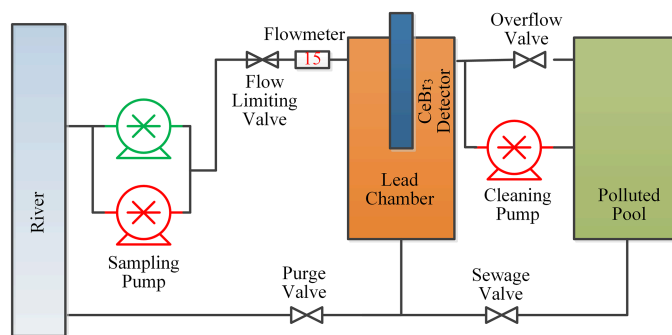 Overflow
Valve
Flowmeter
15
Flow
Limiting
Valve
CeBr₃
Detector
Lead
Chamber
Cleaning
Pump
Polluted
Pool
River
Sampling
Pump
Purge
Valve
Sewage
Valve